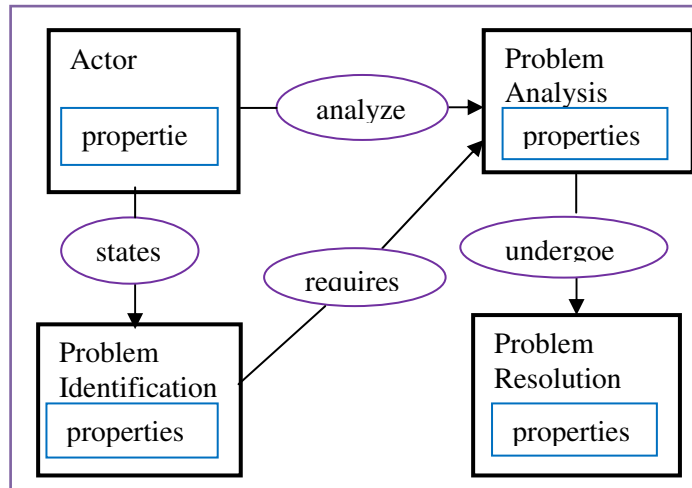 Actor
propertie
analyze
Problem
Analysis
properties
states
requires
undergoe
Problem
Identification
properties
Problem
Resolution
properties